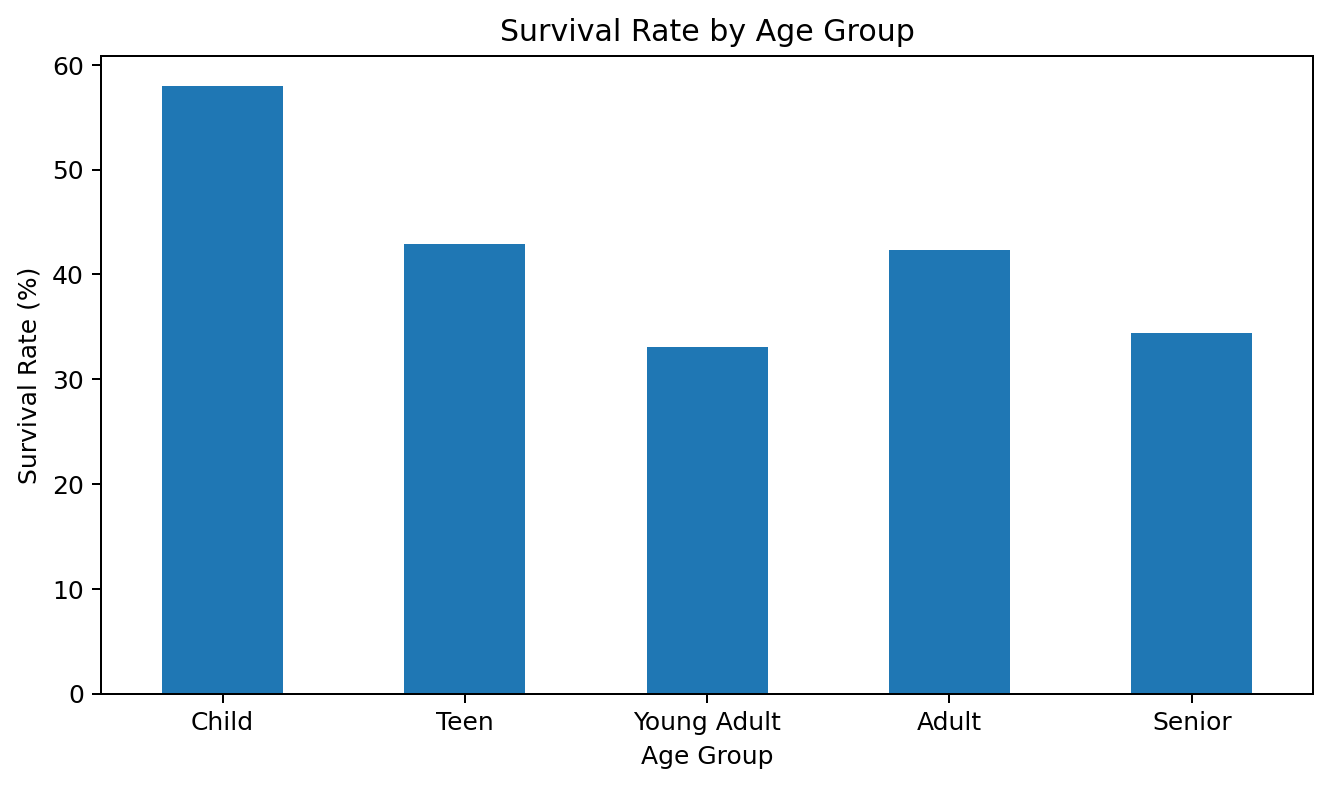 Survival Rate by Age Group
60
50
40
30
20
10
0
Survival Rate (%)
Child Teen Young Adult Adult Senior
Age Group